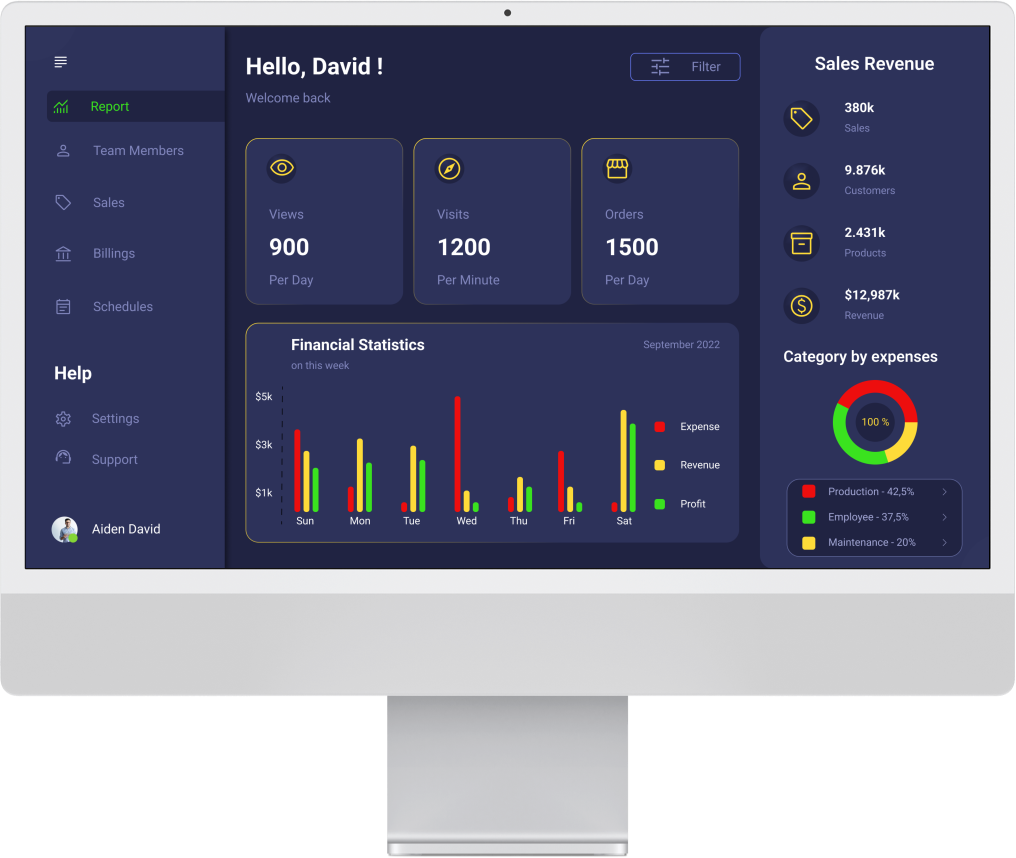 Report
Team Members
Sales
Billings
Schedules
Help
Settings
Support
Aiden David
Hello, David !
Welcome back
Filter
Views
900
Per Day
Visits
1200
Per Minute
Orders
1500
Per Day
Financial Statistics
September 2022
on this week
$5k
$3k
$1k
Sun Mon Tue Wed Thu Fri Sat
Expense
Revenue
Profit
Sales Revenue
380k
Sales
9.876k
Customers
2.431k
Products
$12,987k
Revenue
Category by expenses
100 %
Production - 42,5%
Employee - 37,5%
Maintenance - 20%